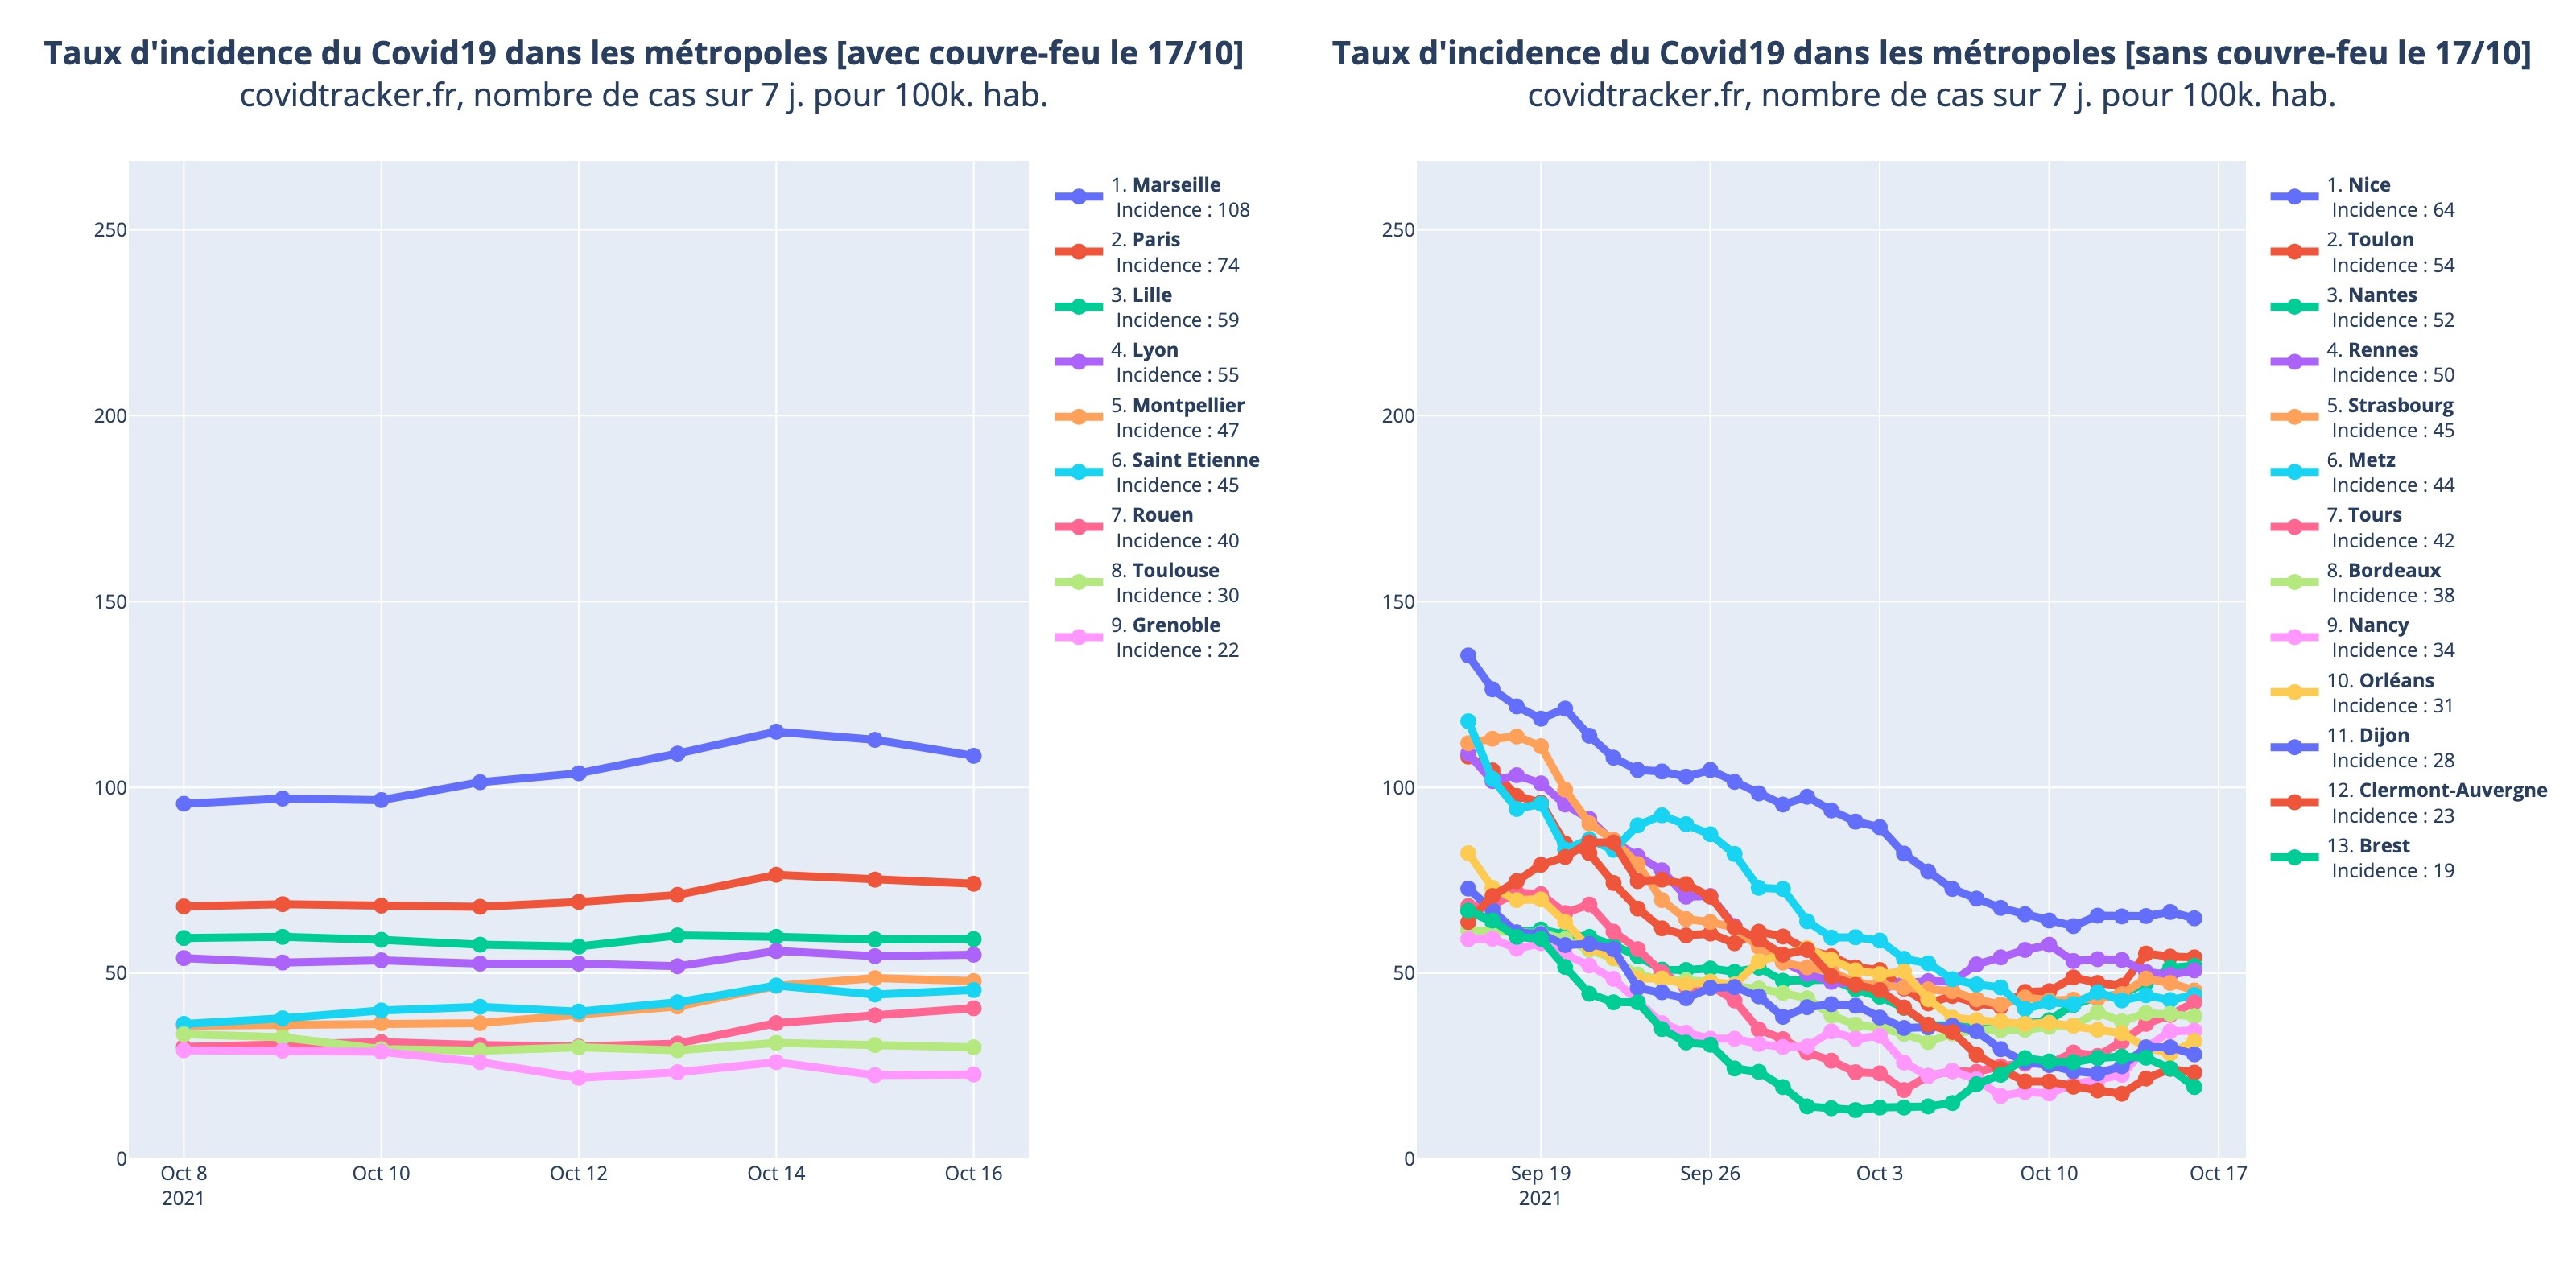 Taux d'incidence du Covid19 dans les métropoles [avec couvre-feu le 17/10]
covidtracker.fr, nombre de cas sur 7 j. pour 100k. hab.
250
200
150
100
50
0
Oct 8
2021
Oct 10
Oct 12
Oct 14
Oct 16
1. Marseille
Incidence : 108
2. Paris
Incidence : 74
3. Lille
Incidence : 59
4. Lyon
Incidence : 55
5. Montpellier
Incidence : 47
6. Saint Etienne
Incidence : 45
7. Rouen
Incidence : 40
8. Toulouse
Incidence : 30
9. Grenoble
Incidence : 22
Taux d'incidence du Covid19 dans les métropoles [sans couvre-feu le 17/10]
covidtracker.fr, nombre de cas sur 7 j. pour 100k. hab.
250
200
150
100
50
0
Sep 19
2021
Sep 26
Oct 3
Oct 10
Oct 17
1. Nice
Incidence : 64
2. Toulon
Incidence : 54
3. Nantes
Incidence : 52
4. Rennes
Incidence : 50
5. Strasbourg
Incidence : 45
6. Metz
Incidence : 44
7. Tours
Incidence : 42
8. Bordeaux
Incidence : 38
9. Nancy
Incidence : 34
10. Orléans
Incidence : 31
11. Dijon
Incidence : 28
12. Clermont-Auvergne
Incidence : 23
13. Brest
Incidence : 19